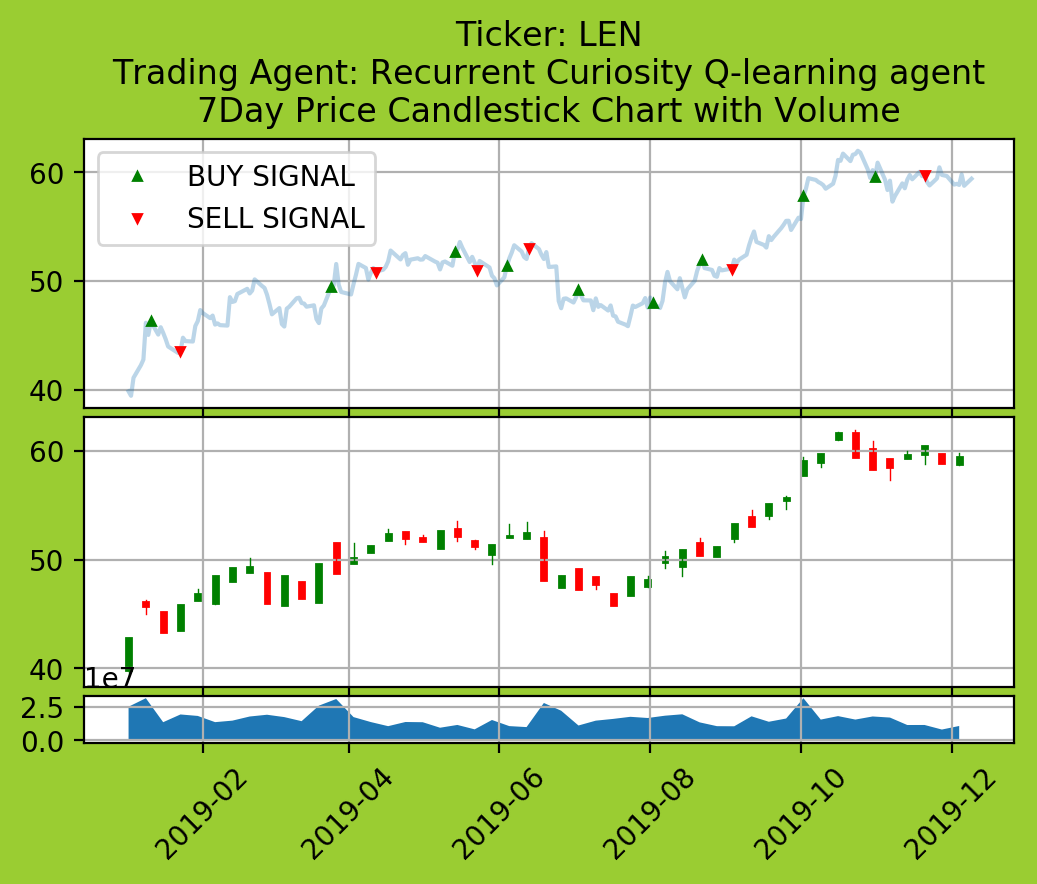 Ticker: LEN
Trading Agent: Recurrent Curiosity Q-learning agent
7Day Price Candlestick Chart with Volume
60
50
40
BUY SIGNAL
SELL SIGNAL
60
50
40
1e7
2.5
0.0
2019-02
2019-04
2019-06
2019-08
2019-10
2019-12